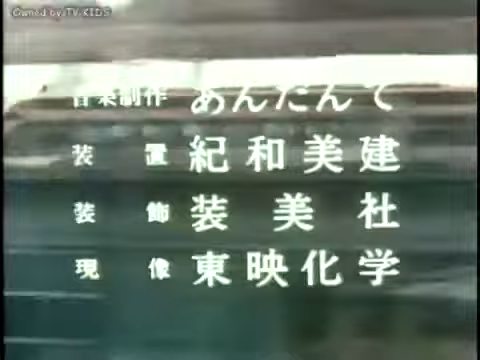 Owned by TV-KIDS
音楽制作 あんだんて
装置 紀和美建
装飾 装美社
現像 東映化学